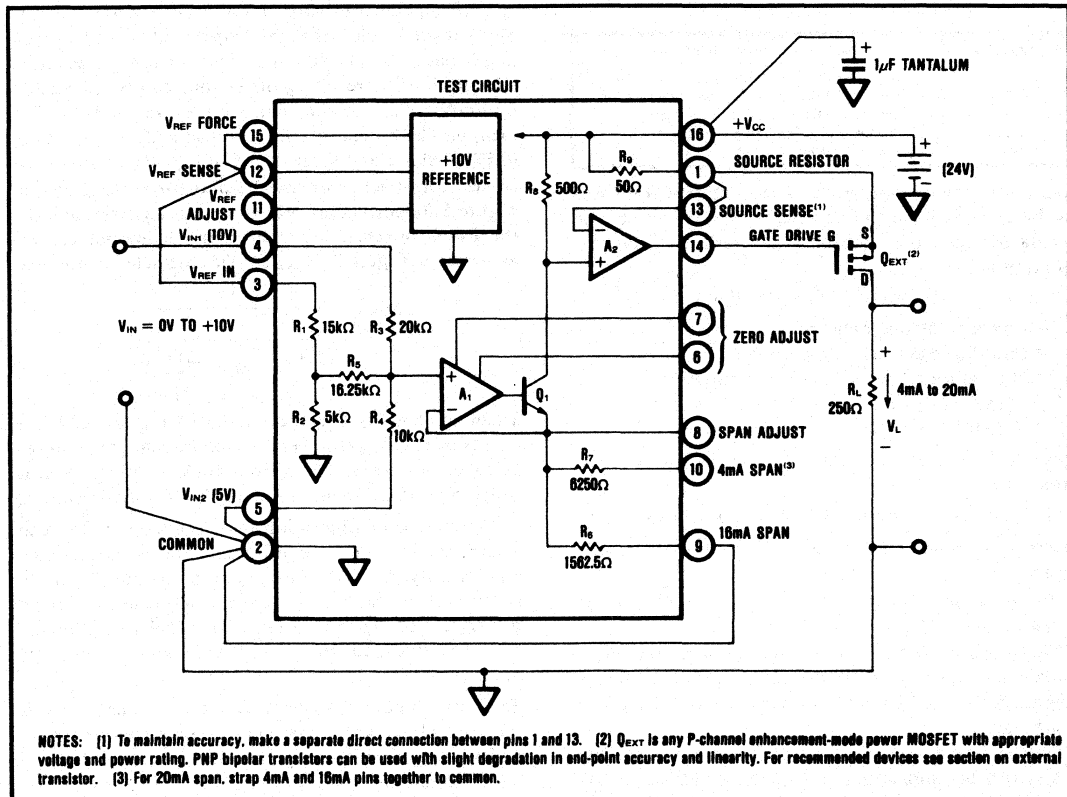 TEST CIRCUIT
1μF TANTALUM
+
VREF FORCE
15
VREF SENSE
12
VREF ADJUST
11
VIN1 (10V)
4
VREF IN
3
VIN = 0V TO +10V
+10V REFERENCE
R8
500Ω
R9
50Ω
16
+VCC
1
SOURCE RESISTOR
13
SOURCE SENSE(1)
14
GATE DRIVE G
+
-
(24V)
S
QEXT(2)
D
-
A2
+
R1
15kΩ
R3
20kΩ
R5
16.25kΩ
R2
5kΩ
R4
10kΩ
+
A1
-
Q1
7
6
ZERO ADJUST
8
SPAN ADJUST
R7
6250Ω
10
4mA SPAN(3)
R6
1562.5Ω
9
16mA SPAN
VIN2 (5V)
5
COMMON
2
+
RL
250Ω
4mA to 20mA
VL
-
NOTES: (1) To maintain accuracy, make a separate direct connection between pins 1 and 13. (2) QEXT is any P-channel enhancement-mode power MOSFET with appropriate
voltage and power rating. PNP bipolar transistors can be used with slight degradation in end-point accuracy and linearity. For recommended devices see section on external
transistor. (3) For 20mA span, strap 4mA and 16mA pins together to common.